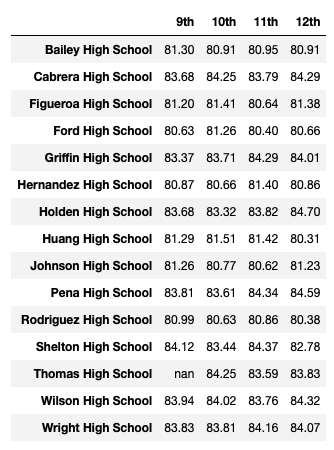 9th 10th 11th 12th
Bailey High School 81.30 80.91 80.95 80.91
Cabrera High School 83.68 84.25 83.79 84.29
Figueroa High School 81.20 81.41 80.64 81.38
Ford High School 80.63 81.26 80.40 80.66
Griffin High School 83.37 83.71 84.29 84.01
Hernandez High School 80.87 80.66 81.40 80.86
Holden High School 83.68 83.32 83.82 84.70
Huang High School 81.29 81.51 81.42 80.31
Johnson High School 81.26 80.77 80.62 81.23
Pena High School 83.81 83.61 84.34 84.59
Rodriguez High School 80.99 80.63 80.86 80.38
Shelton High School 84.12 83.44 84.37 82.78
Thomas High School nan 84.25 83.59 83.83
Wilson High School 83.94 84.02 83.76 84.32
Wright High School 83.83 83.81 84.16 84.07